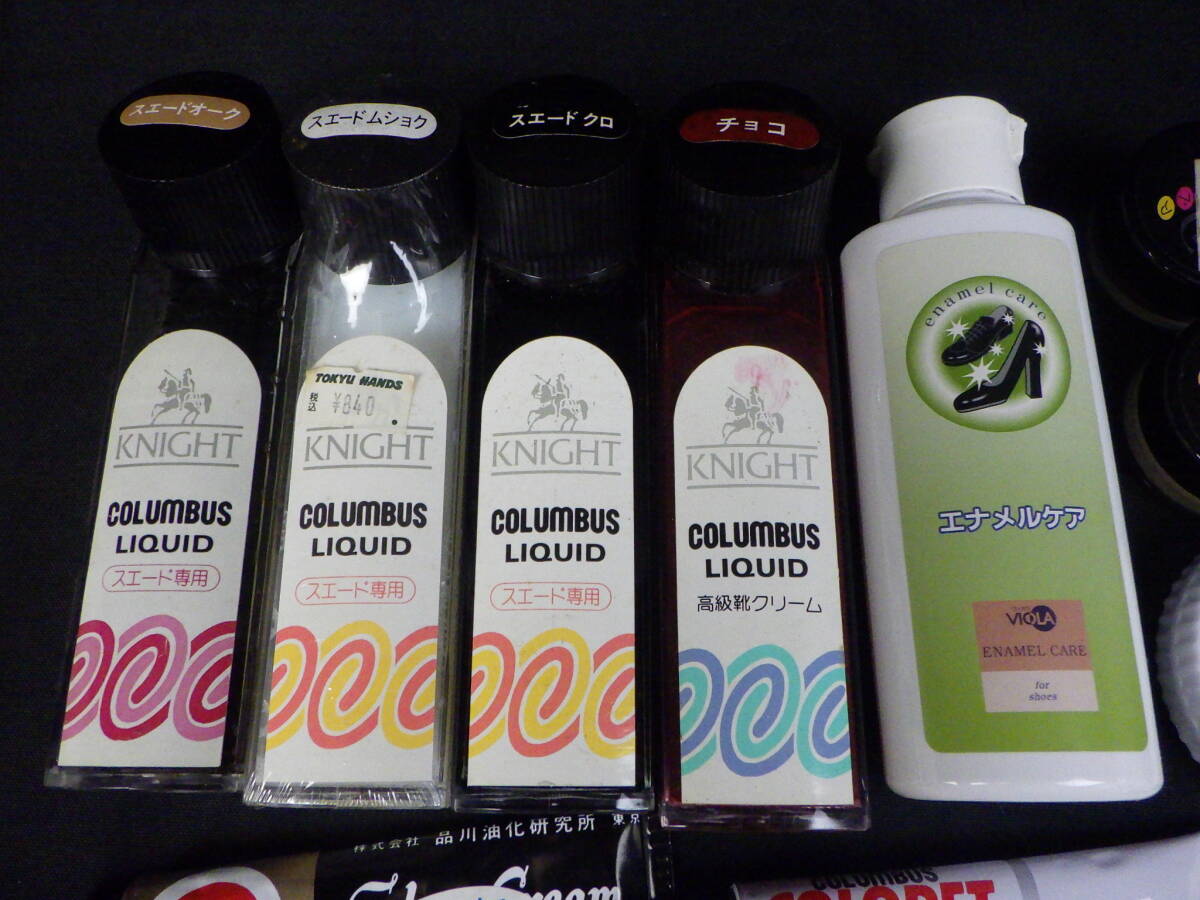 スエードオーク
スエードムショク
スエードクロ
チョコ
KNIGHT
COLUMBUS
LIQUID
スエード専用
TOKYU HANDS
税込
¥840
KNIGHT
COLUMBUS
LIQUID
スエード専用
KNIGHT
COLUMBUS
LIQUID
スエード専用
KNIGHT
COLUMBUS
LIQUID
高級靴クリーム
enamel care
エナメルケア
VIOLA
ENAMEL CARE
for
shoes
株式会社 品川油化研究所 東京
Cream
COLUMBUS